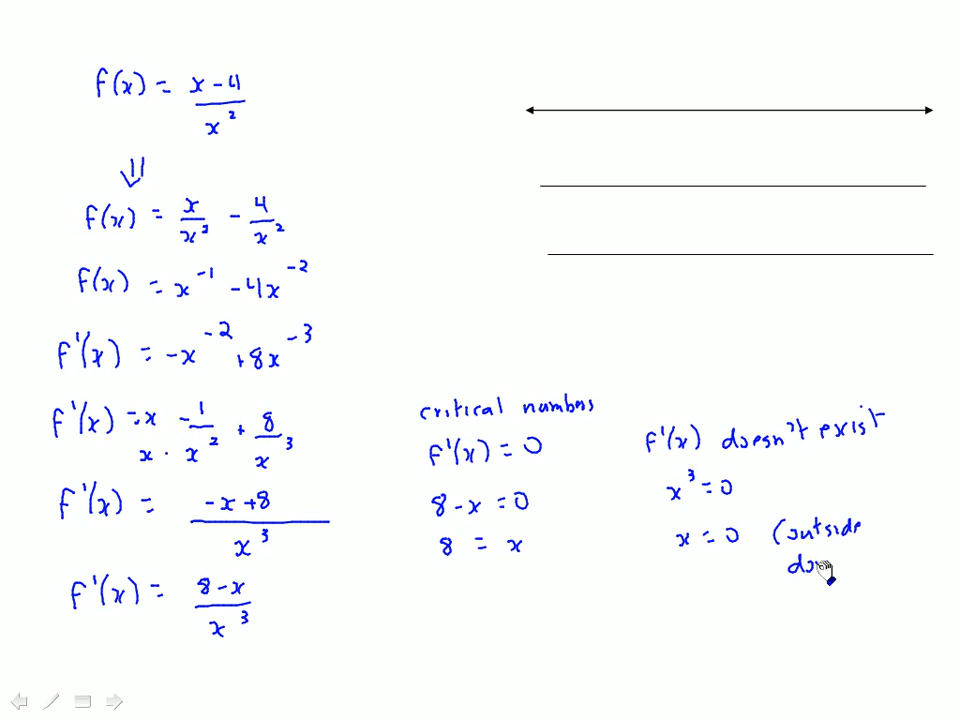 f(x) = x-4 / x²
⇓
f(x) = x/x² - 4/x²
f(x) = x⁻¹ - 4x⁻²
f'(x) = -x⁻² + 8x⁻³
f'(x) = x/x · -1/x² + 8/x³
f'(x) = -x+8 / x³
f'(x) = 8-x / x³
critical numbers
f'(x) = 0
8-x = 0
8 = x
f'(x) doesn't exist
x³ = 0
x = 0 (outside
do